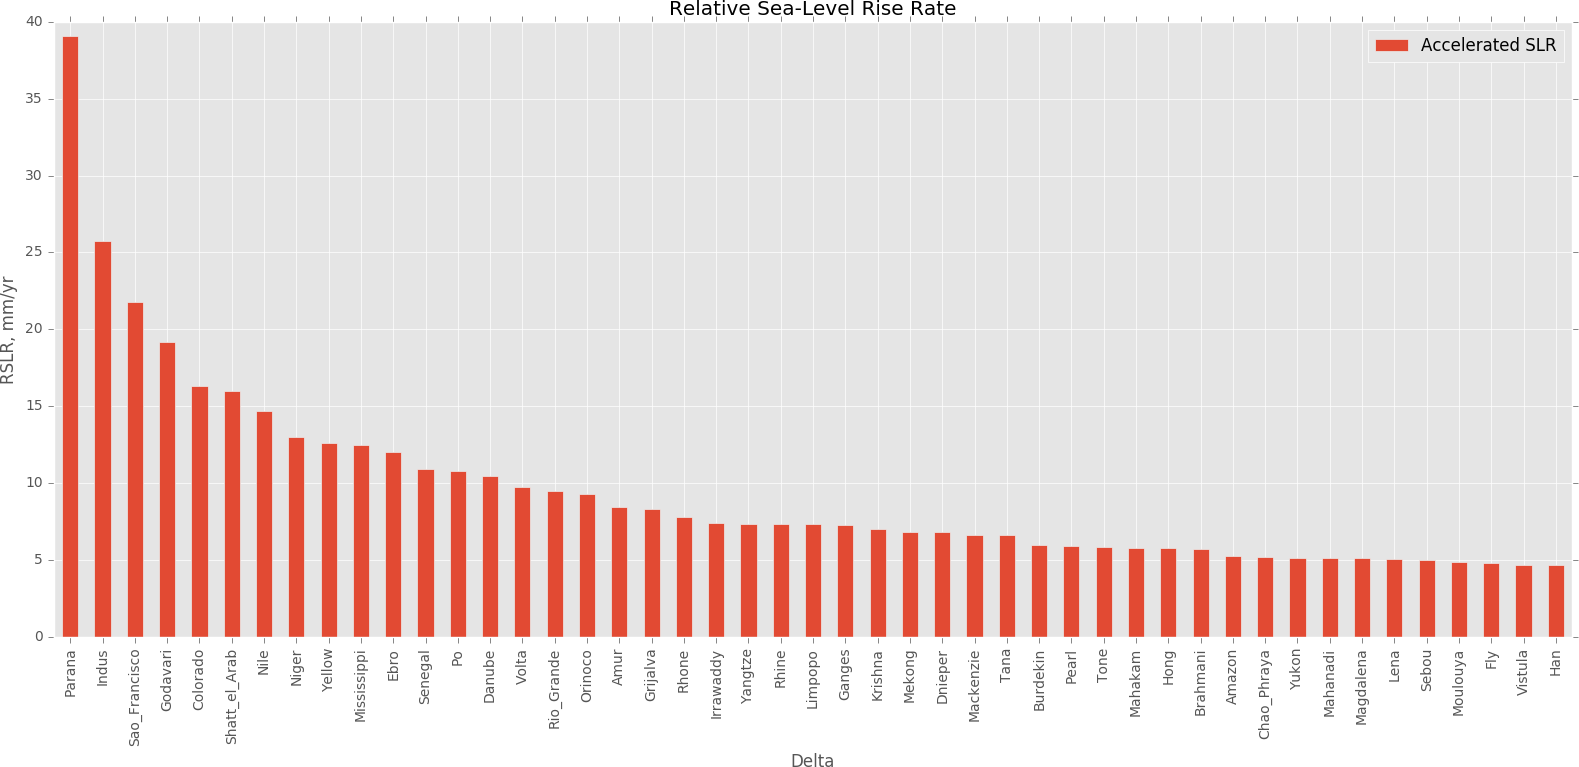 Relative Sea-Level Rise Rate
Accelerated SLR
RSLR, mm/yr
40
35
30
25
20
15
10
5
0
Parana
Indus
Sao_Francisco
Godavari
Colorado
Shatt_el_Arab
Nile
Niger
Yellow
Mississippi
Ebro
Senegal
Po
Danube
Volta
Rio_Grande
Orinoco
Amur
Grijalva
Rhone
Irrawaddy
Yangtze
Rhine
Limpopo
Ganges
Krishna
Mekong
Dnieper
Mackenzie
Tana
Burdekin
Pearl
Tone
Mahakam
Hong
Brahmani
Amazon
Chao_Phraya
Yukon
Mahanadi
Magdalena
Lena
Sebou
Moulouya
Fly
Vistula
Han
Delta